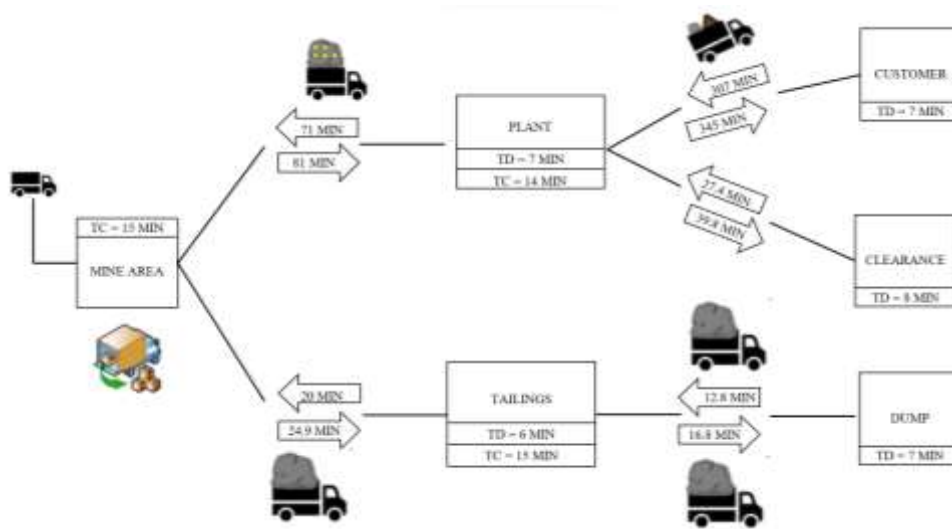 307 MIN
CUSTOMER
71 MIN
PLANT
345 MIN
TD = 7 MIN
81 MIN
TD = 7 MIN
TC = 14 MIN
27.4 MIN
TC = 15 MIN
39.8 MIN
MINE AREA
CLEARANCE
TD = 8 MIN
20 MIN
TAILINGS
12.8 MIN
DUMP
24.9 MIN
TD = 6 MIN
16.8 MIN
TC = 15 MIN
TD = 7 MIN